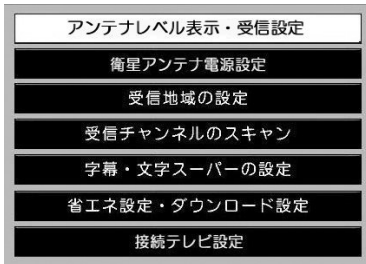 アンテナレベル表示・受信設定
衛星アンテナ電源設定
受信地域の設定
受信チャンネルのスキャン
字幕・文字スーパーの設定
省エネ設定・ダウンロード設定
接続テレビ設定